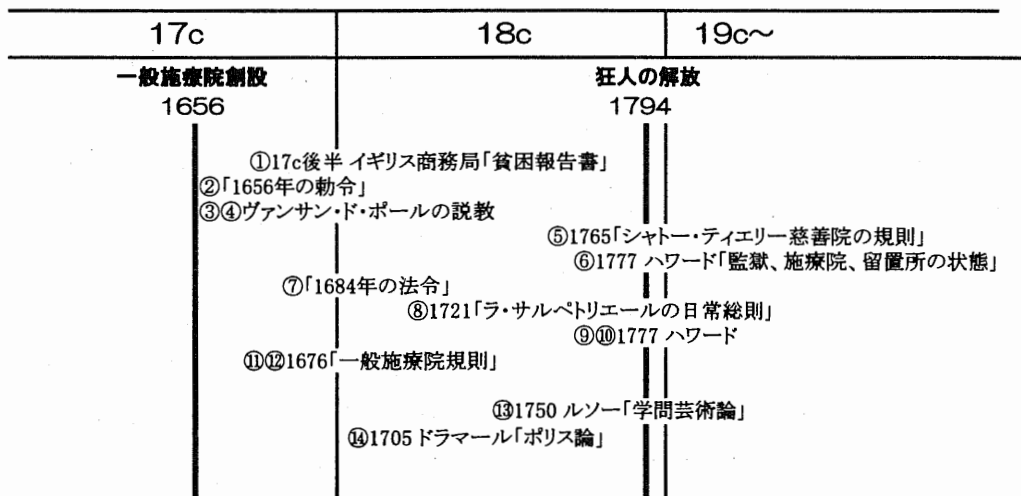 17c 18c 19c～
一般施療院創設 狂人の解放
1656 1794
①17c後半 イギリス商務局「貧困報告書」
②「1656年の勅令」
③④ヴァンサン・ド・ポールの説教
⑤1765「シャトー・ティエリー慈善院の規則」
⑥1777 ハワード「監獄、施療院、留置所の状態」
⑦「1684年の法令」
⑧1721「ラ・サルペトリエールの日常総則」
⑨⑩1777 ハワード
⑪⑫1676「一般施療院規則」
⑬1750 ルソー「学問芸術論」
⑭1705 ドラマール「ポリス論」